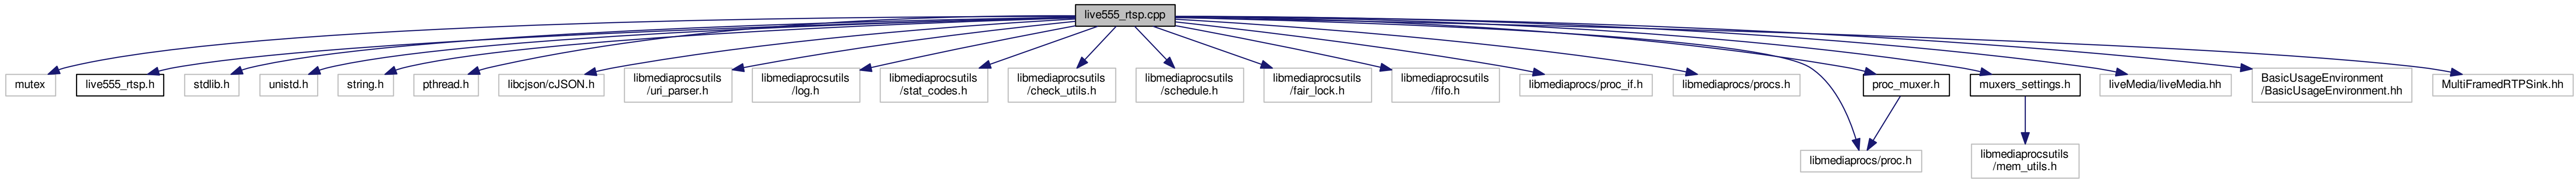 live555_rtsp.cpp
mutex
live555_rtsp.h
stdlib.h
unistd.h
string.h
pthread.h
libcjson/cJSON.h
libmediaprocsutils
/uri_parser.h
libmediaprocsutils
/log.h
libmediaprocsutils
/stat_codes.h
libmediaprocsutils
/check_utils.h
libmediaprocsutils
/schedule.h
libmediaprocsutils
/fair_lock.h
libmediaprocsutils
/fifo.h
libmediaprocs/proc_if.h
libmediaprocs/procs.h
proc_muxer.h
muxers_settings.h
liveMedia/liveMedia.hh
BasicUsageEnvironment
/BasicUsageEnvironment.hh
MultiFramedRTPSink.hh
libmediaprocs/proc.h
libmediaprocsutils
/mem_utils.h